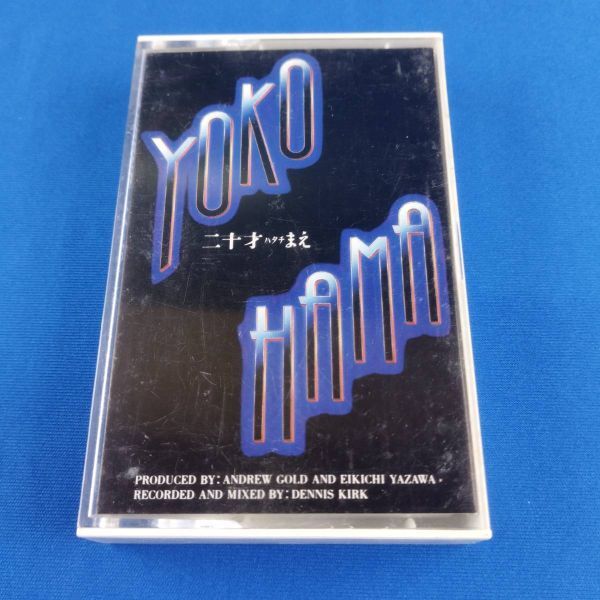 YOKO
二十才ハタチまえ
HAMA
PRODUCED BY: ANDREW GOLD AND EIKICHI YAZAWA.
RECORDED AND MIXED BY: DENNIS KIRK